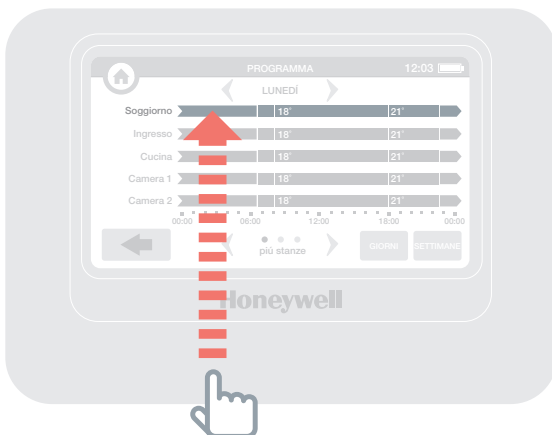 PROGRAMMA 12:03
LUNEDÌ
Soggiorno 18° 21°
Ingresso 18° 21°
Cucina 18° 21°
Camera 1 18° 21°
Camera 2 18° 21°
00:00 06:00 12:00 18:00 00:00
piú stanze GIORNI SETTIMANE
Honeywell